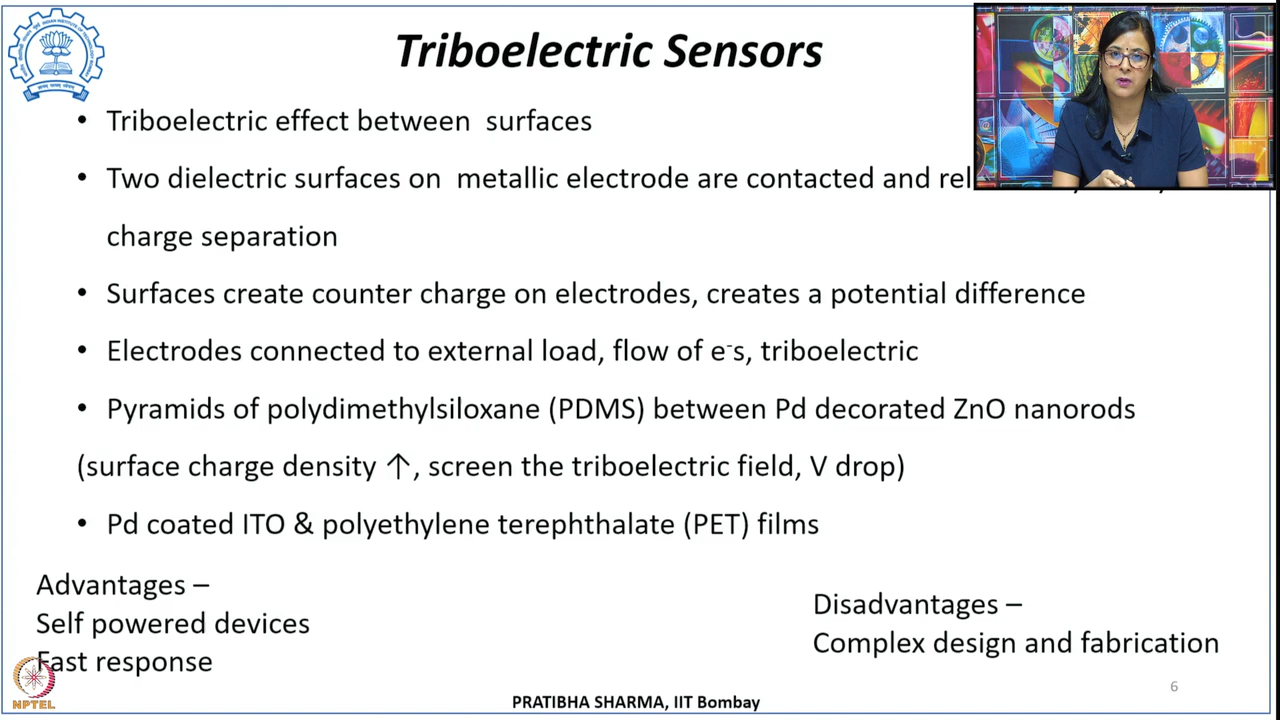 Triboelectric Sensors
• Triboelectric effect between surfaces
• Two dielectric surfaces on metallic electrode are contacted and
charge separation
• Surfaces create counter charge on electrodes, creates a potential difference
• Electrodes connected to external load, flow of e⁻s, triboelectric
• Pyramids of polydimethylsiloxane (PDMS) between Pd decorated ZnO nanorods
(surface charge density ↑, screen the triboelectric field, V drop)
• Pd coated ITO & polyethylene terephthalate (PET) films
Advantages –
Self powered devices
Fast response
Disadvantages –
Complex design and fabrication
6
NPTEL
PRATIBHA SHARMA, IIT Bombay